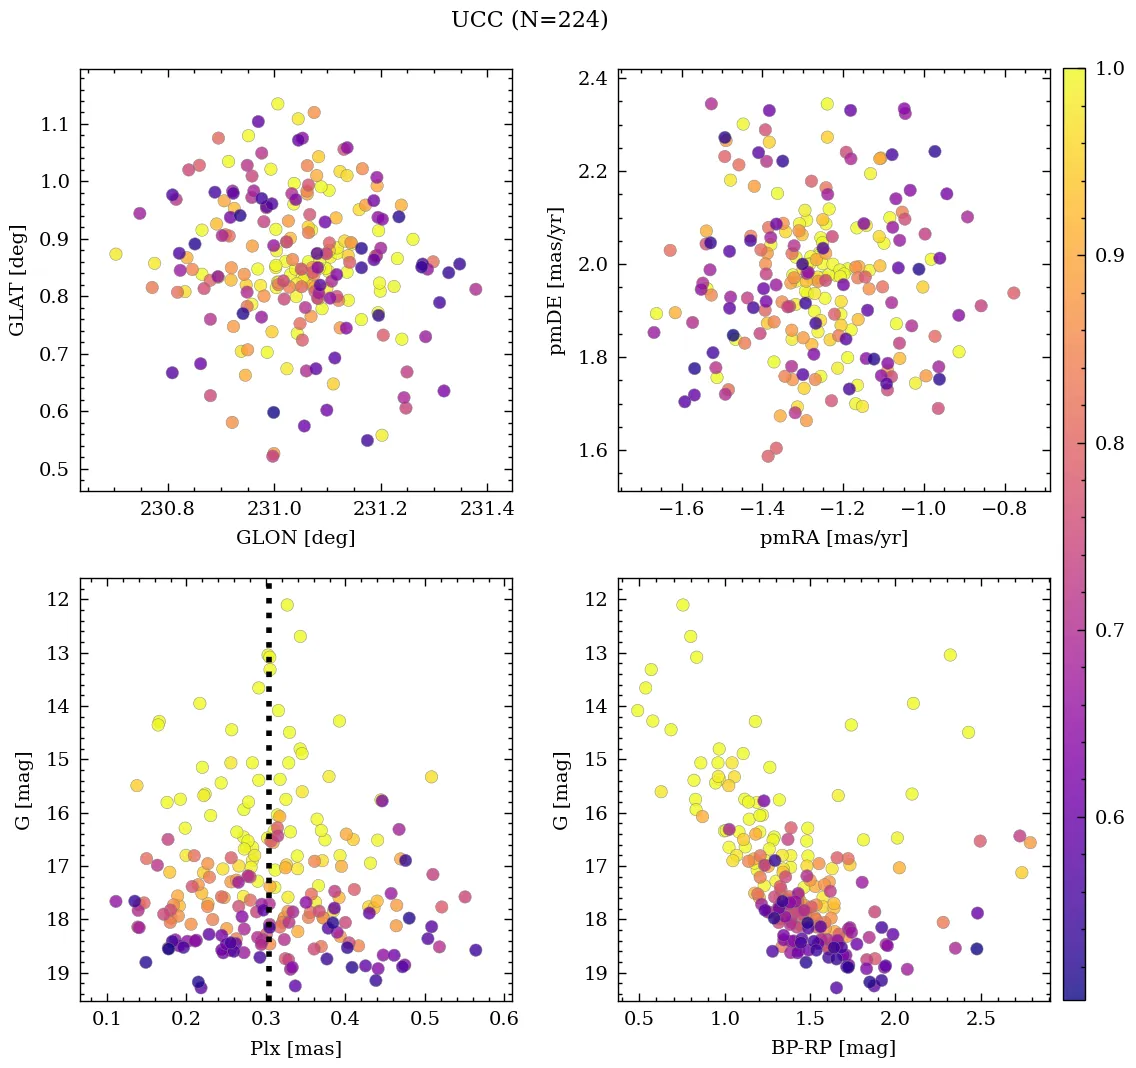 UCC (N=224)
GLAT [deg]
1.1
1.0
0.9
0.8
0.7
0.6
0.5
230.8 231.0 231.2 231.4
GLON [deg]
pmDE [mas/yr]
2.4
2.2
2.0
1.8
1.6
−1.6 −1.4 −1.2 −1.0 −0.8
pmRA [mas/yr]
1.0
0.9
0.8
0.7
0.6
G [mag]
12
13
14
15
16
17
18
19
0.1 0.2 0.3 0.4 0.5 0.6
Plx [mas]
G [mag]
12
13
14
15
16
17
18
19
0.5 1.0 1.5 2.0 2.5
BP-RP [mag]